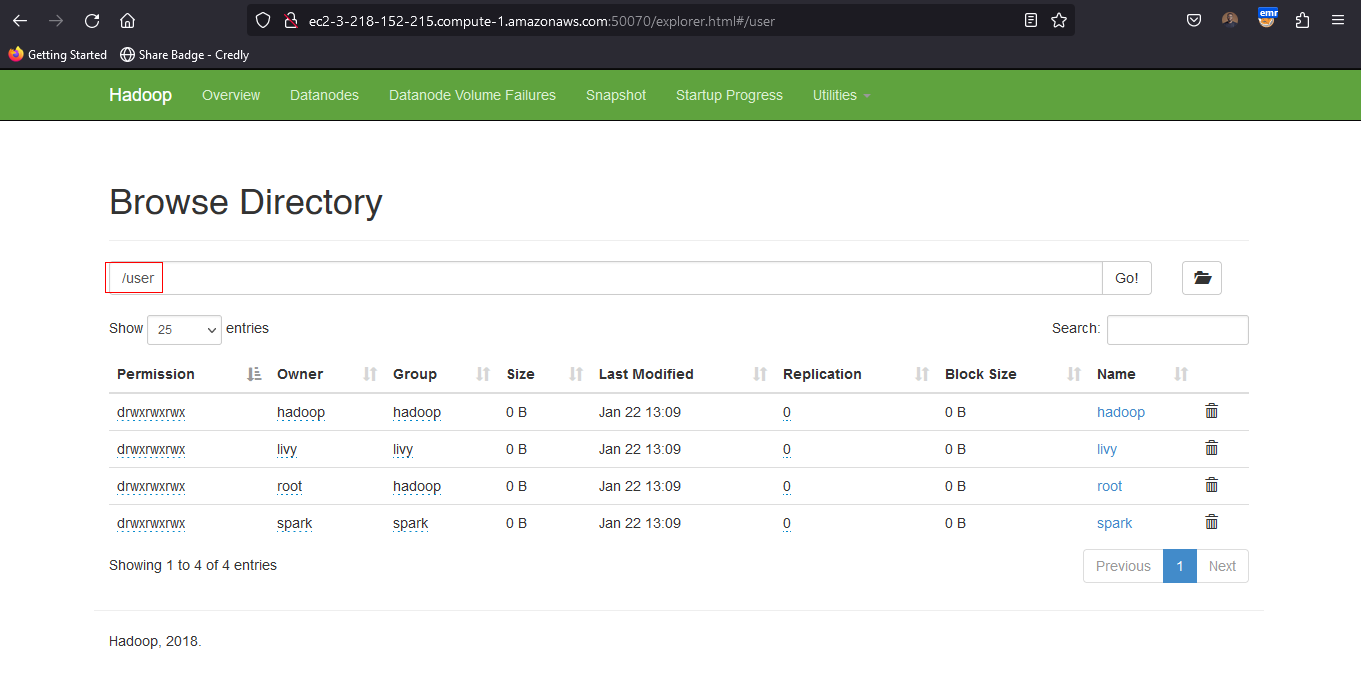 ec2-3-218-152-215.compute-1.amazonaws.com:50070/explorer.html#/user
emr
Getting Started Share Badge - Credly
Hadoop Overview Datanodes Datanode Volume Failures Snapshot Startup Progress Utilities
Browse Directory
/user Go!
Show 25 entries Search:
Permission Owner Group Size Last Modified Replication Block Size Name
drwxrwxrwx hadoop hadoop 0 B Jan 22 13:09 0 0 B hadoop
drwxrwxrwx livy livy 0 B Jan 22 13:09 0 0 B livy
drwxrwxrwx root hadoop 0 B Jan 22 13:09 0 0 B root
drwxrwxrwx spark spark 0 B Jan 22 13:09 0 0 B spark
Showing 1 to 4 of 4 entries Previous 1 Next
Hadoop, 2018.